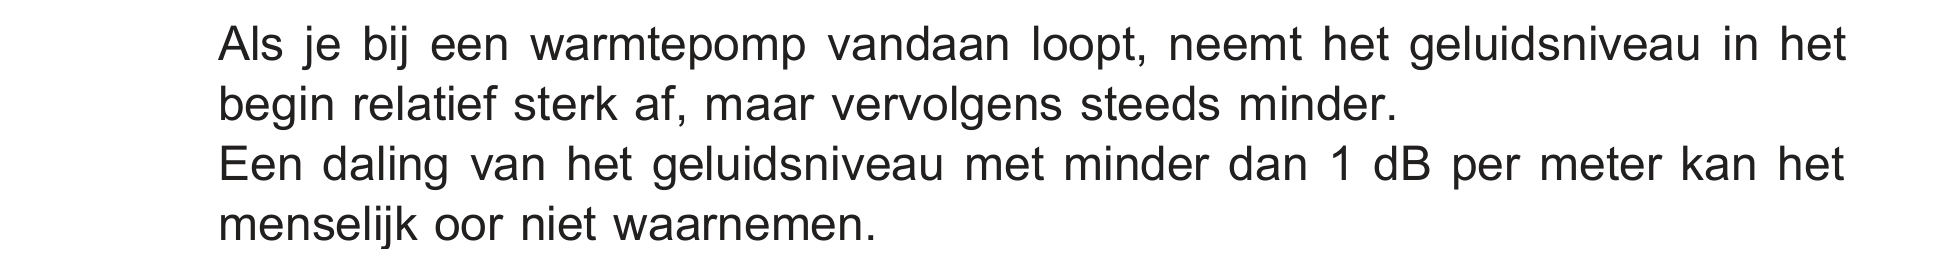 Als je bij een warmtepomp vandaan loopt, neemt het geluidsniveau in het
begin relatief sterk af, maar vervolgens steeds minder.
Een daling van het geluidsniveau met minder dan 1 dB per meter kan het
menselijk oor niet waarnemen.